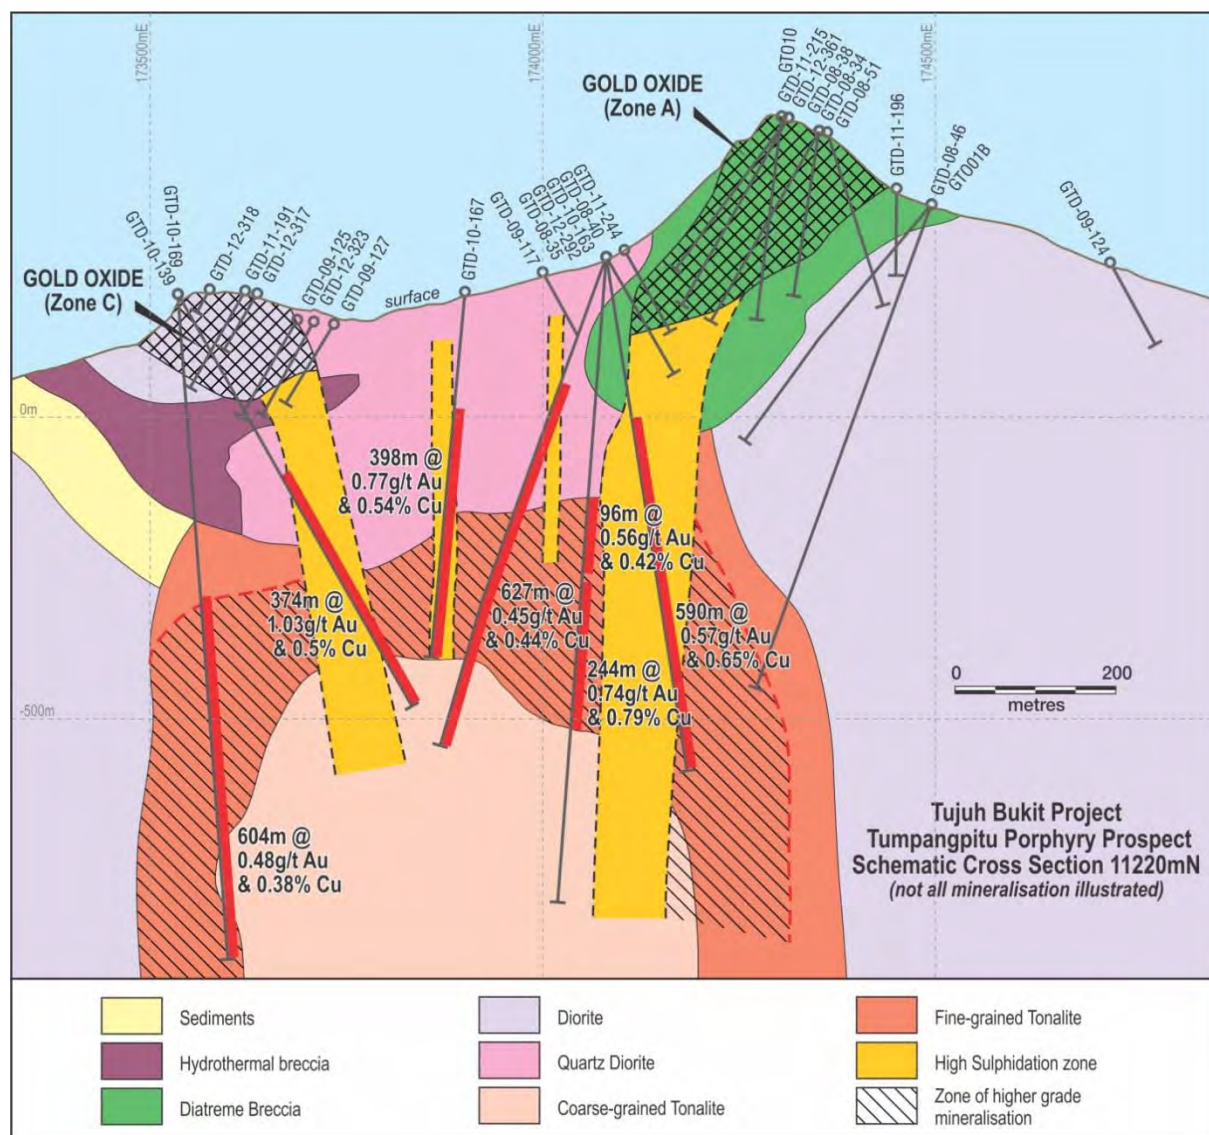 173500mE
174000mE
174500mE
GOLD OXIDE
(Zone A)
GTO10
GTD-11-215
GTD-12-361
GTD-08-38
GTD-08-34
GTD-08-51
GTD-11-196
GTD-08-46
GTO01B
GTD-09-124
GTD-10-139
GTD-10-169
GTD-12-318
GTD-11-191
GTD-12-317
GTD-09-125
GTD-12-323
GTD-09-127
GTD-10-167
GTD-09-117
GTD-08-35
GTD-12-292
GTD-10-163
GTD-08-40
GTD-11-244
GOLD OXIDE
(Zone C)
surface
0m
-500m
398m @
0.77g/t Au
& 0.54% Cu
96m @
0.56g/t Au
& 0.42% Cu
374m @
1.03g/t Au
& 0.5% Cu
627m @
0.45g/t Au
& 0.44% Cu
590m @
0.57g/t Au
& 0.65% Cu
244m @
0.74g/t Au
& 0.79% Cu
604m @
0.48g/t Au
& 0.38% Cu
0 200
metres
Tujuh Bukit Project
Tumpangpitu Porphyry Prospect
Schematic Cross Section 11220mN
(not all mineralisation illustrated)
Sediments
Hydrothermal breccia
Diatreme Breccia
Diorite
Quartz Diorite
Coarse-grained Tonalite
Fine-grained Tonalite
High Sulphidation zone
Zone of higher grade
mineralisation